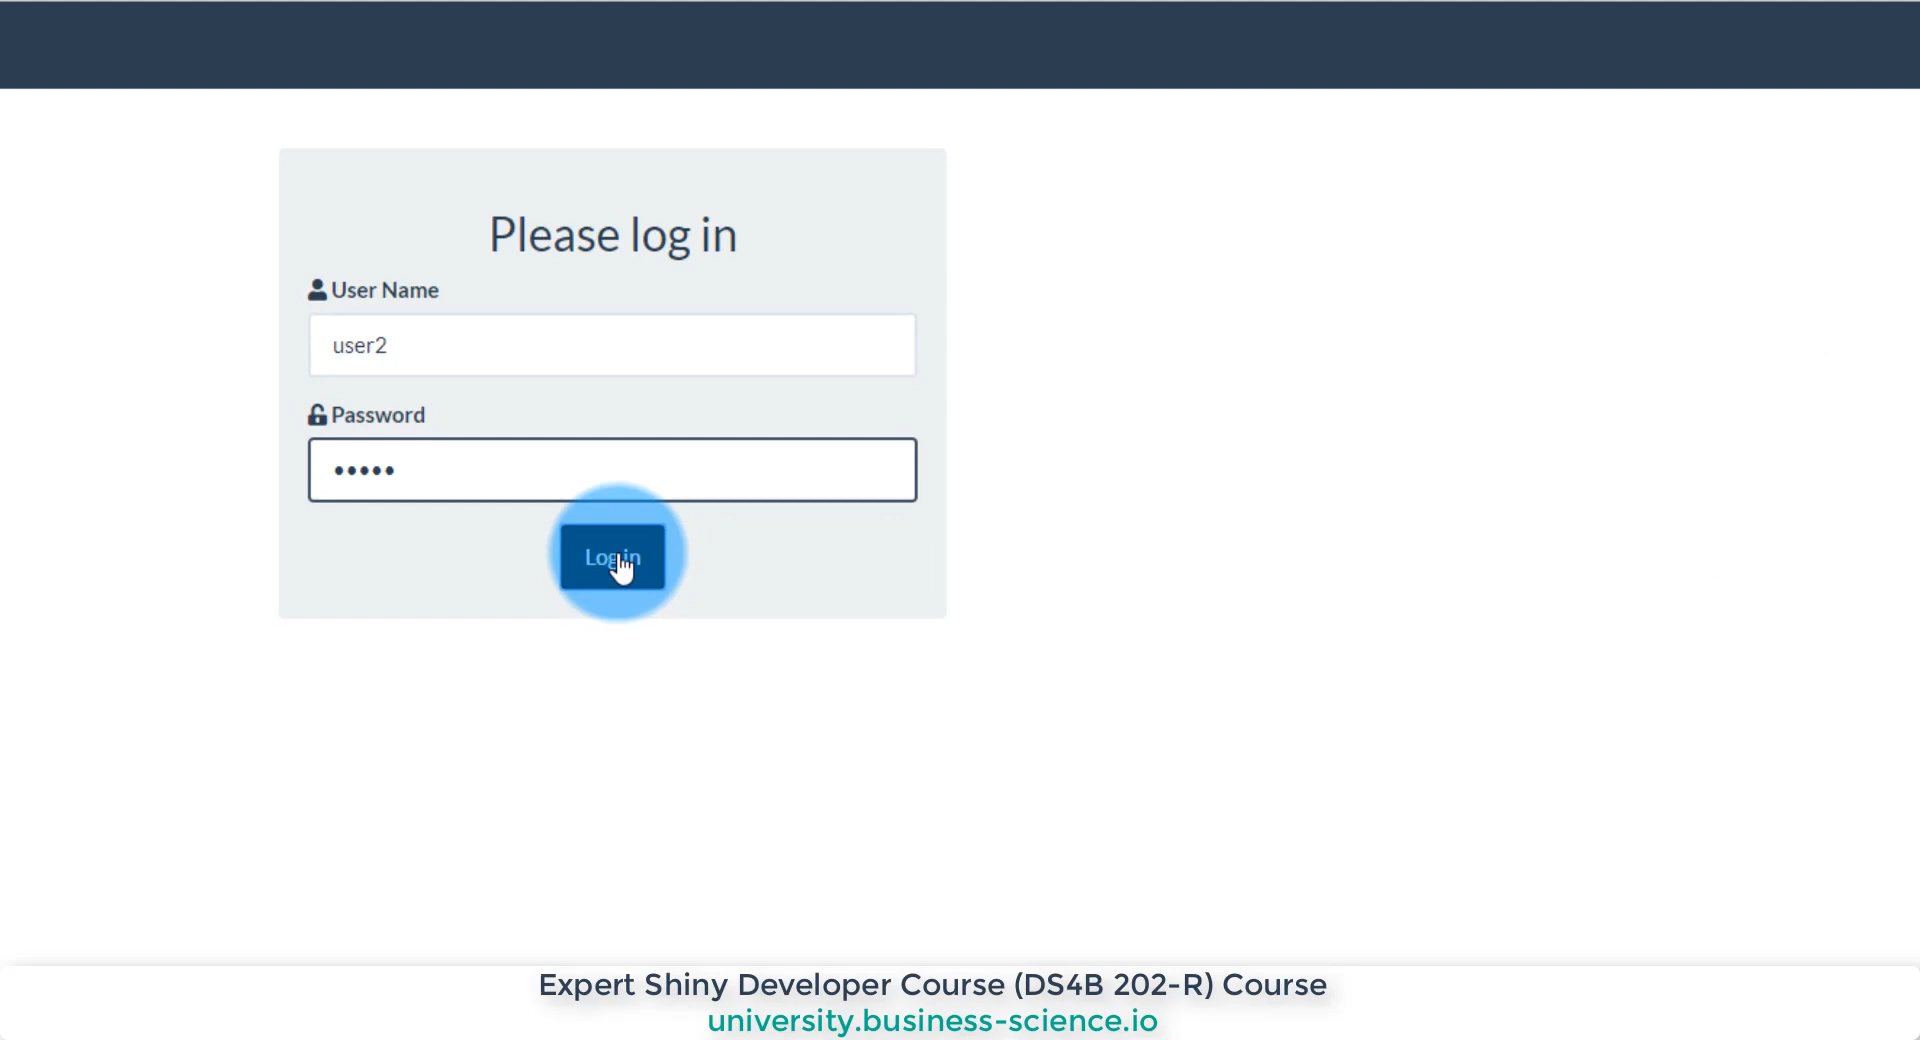 Please log in
User Name
user2
Password
•••••
Log in
Expert Shiny Developer Course (DS4B 202-R) Course
university.business-science.io